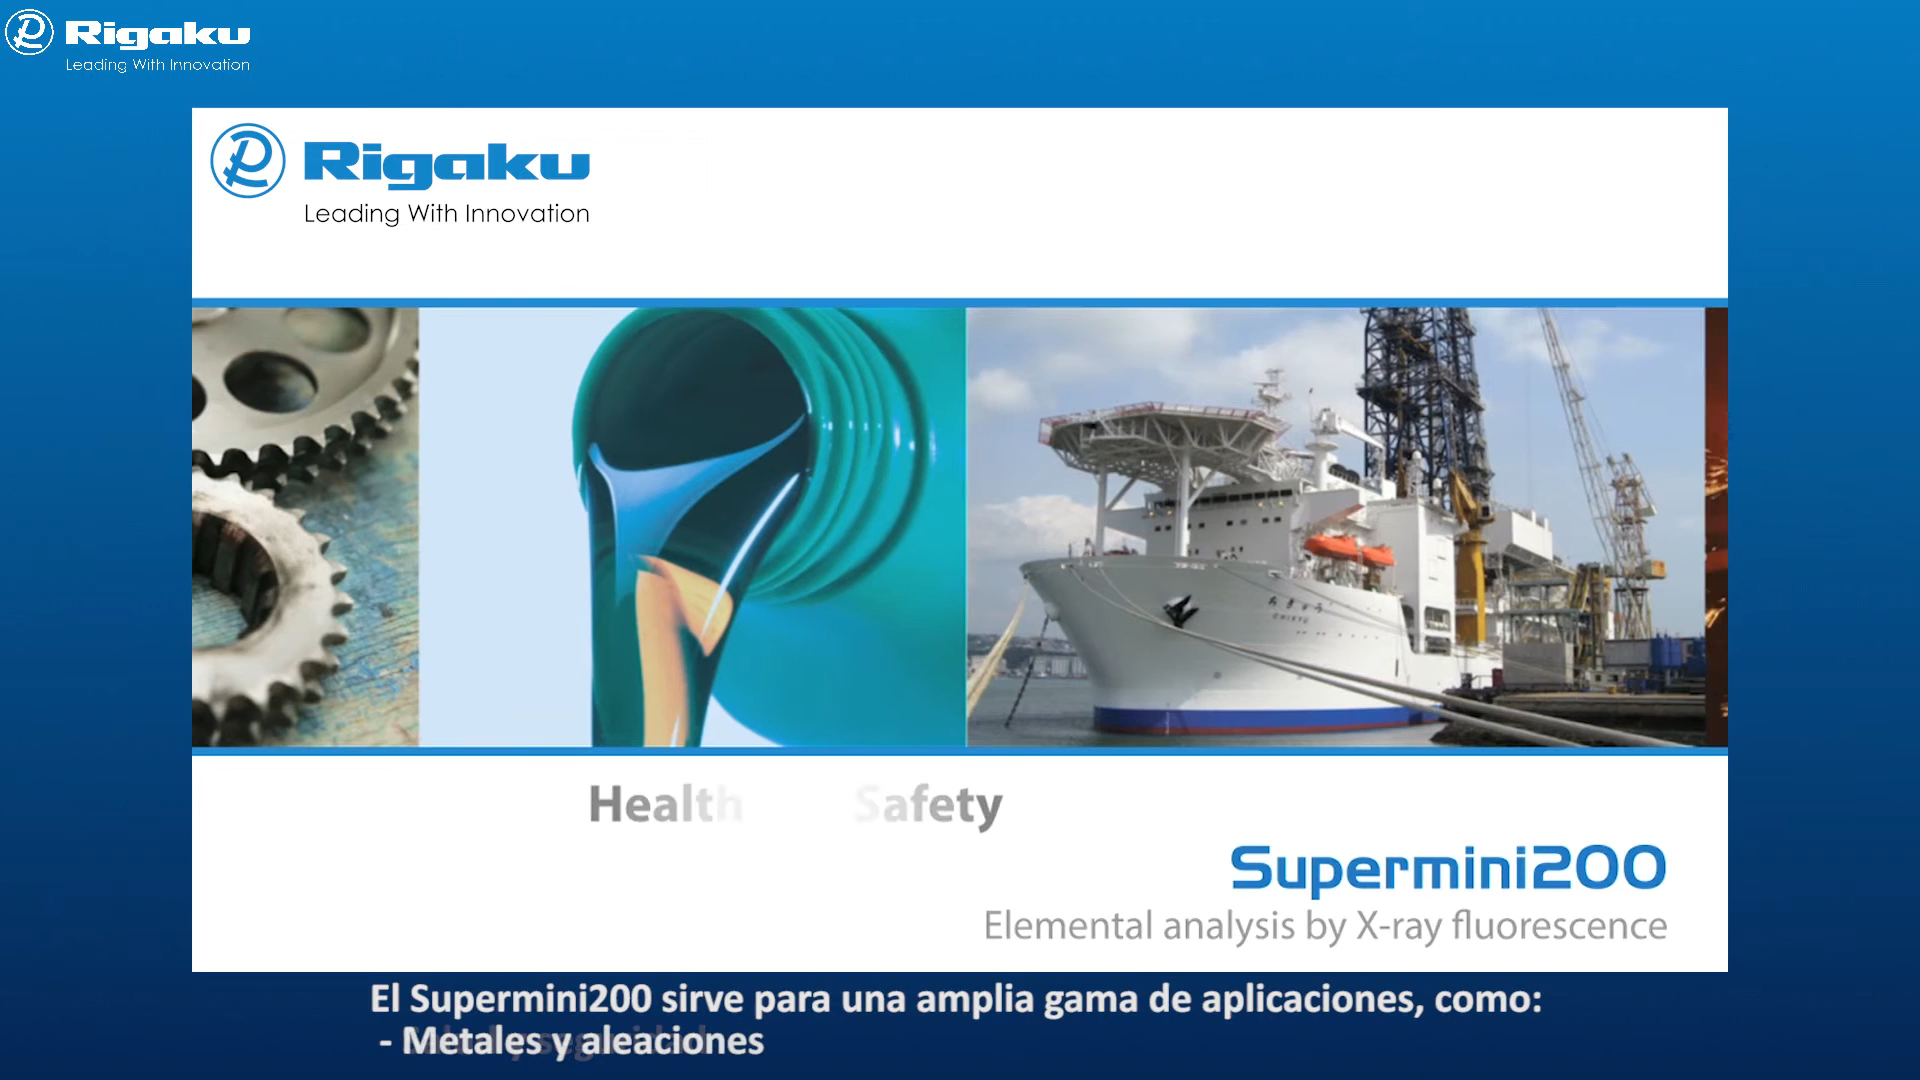 Rigaku
Leading With Innovation
Rigaku
Leading With Innovation
CHIKYU
Health Safety
Supermini200
Elemental analysis by X-ray fluorescence
El Supermini200 sirve para una amplia gama de aplicaciones, como:
- Metales y aleaciones